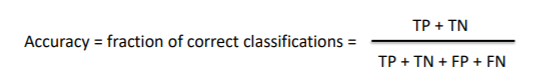 Accuracy = fraction of correct classifications =
TP + TN
TP + TN + FP + FN